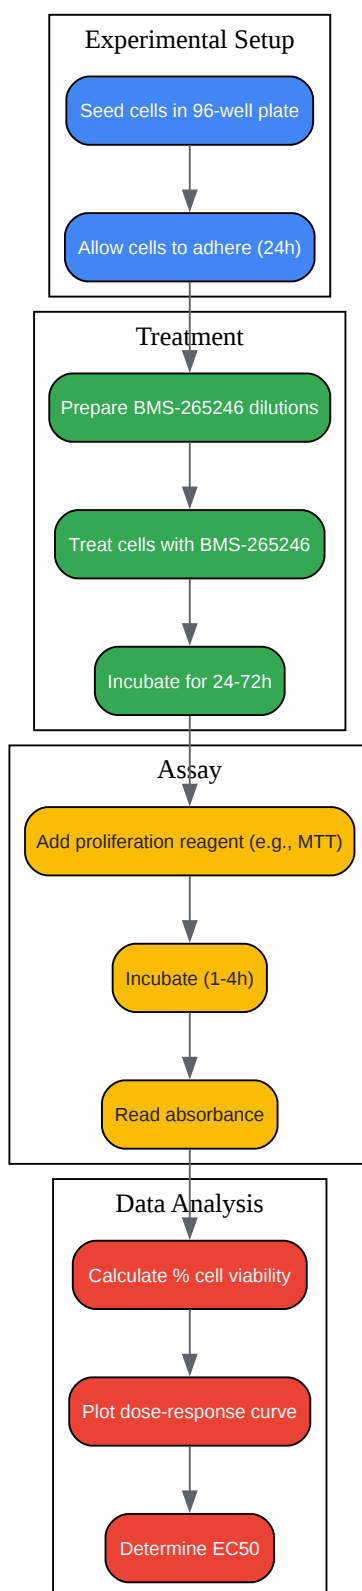 Experimental Setup
Seed cells in 96-well plate
Allow cells to adhere (24h)
Treatment
Prepare BMS-265246 dilutions
Treat cells with BMS-265246
Incubate for 24-72h
Assay
Add proliferation reagent (e.g., MTT)
Incubate (1-4h)
Read absorbance
Data Analysis
Calculate % cell viability
Plot dose-response curve
Determine EC50